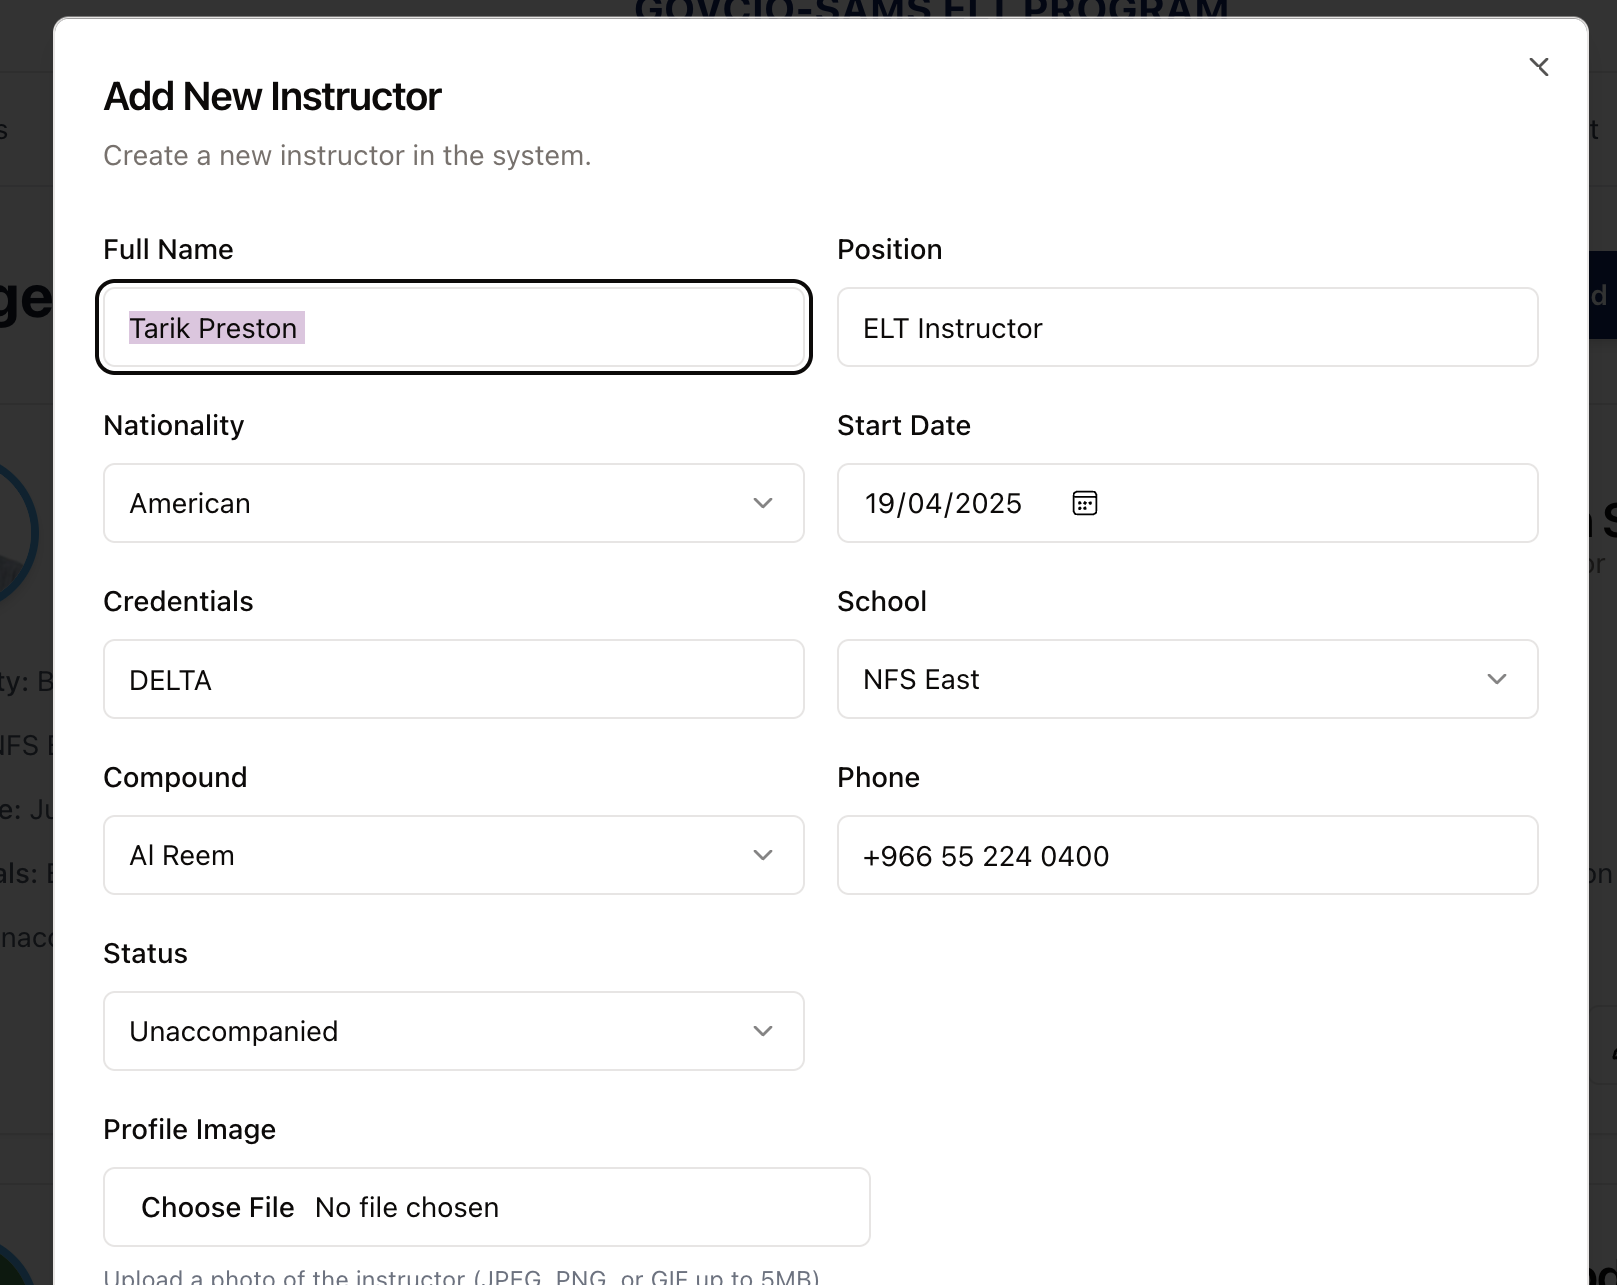 GOVCIO-SAMS ELT PROGRAM
Add New Instructor
Create a new instructor in the system.
Full Name
Position
Tarik Preston
ELT Instructor
Nationality
Start Date
American
19/04/2025
Credentials
School
DELTA
NFS East
Compound
Phone
Al Reem
+966 55 224 0400
Status
Unaccompanied
Profile Image
Choose File No file chosen
Upload a photo of the instructor (JPEG, PNG, or GIF up to 5MB)